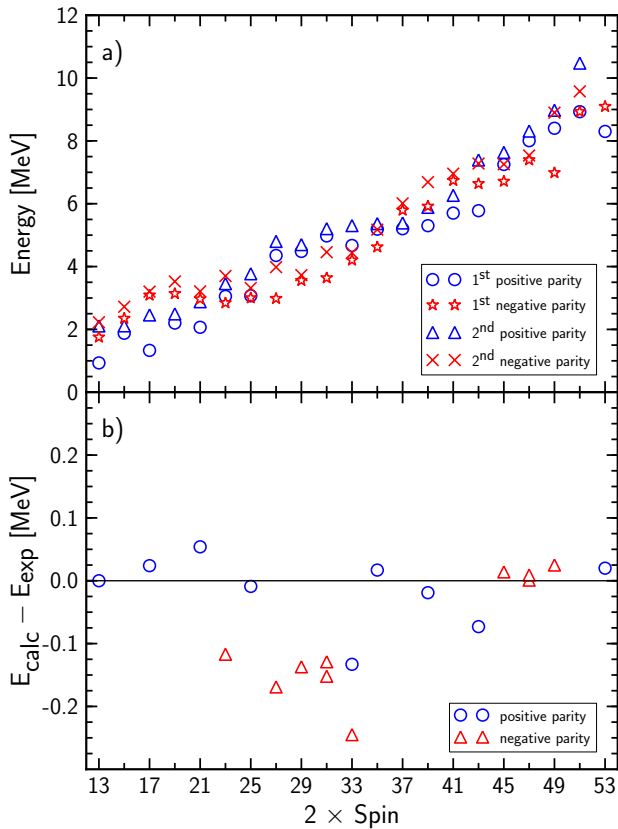 12
10
8
6
4
2
0
Energy [MeV]
a)
1st positive parity
1st negative parity
2nd positive parity
2nd negative parity
0.2
0.1
0.0
-0.1
-0.2
E_calc − E_exp [MeV]
b)
positive parity
negative parity
13 17 21 25 29 33 37 41 45 49 53
2 × Spin